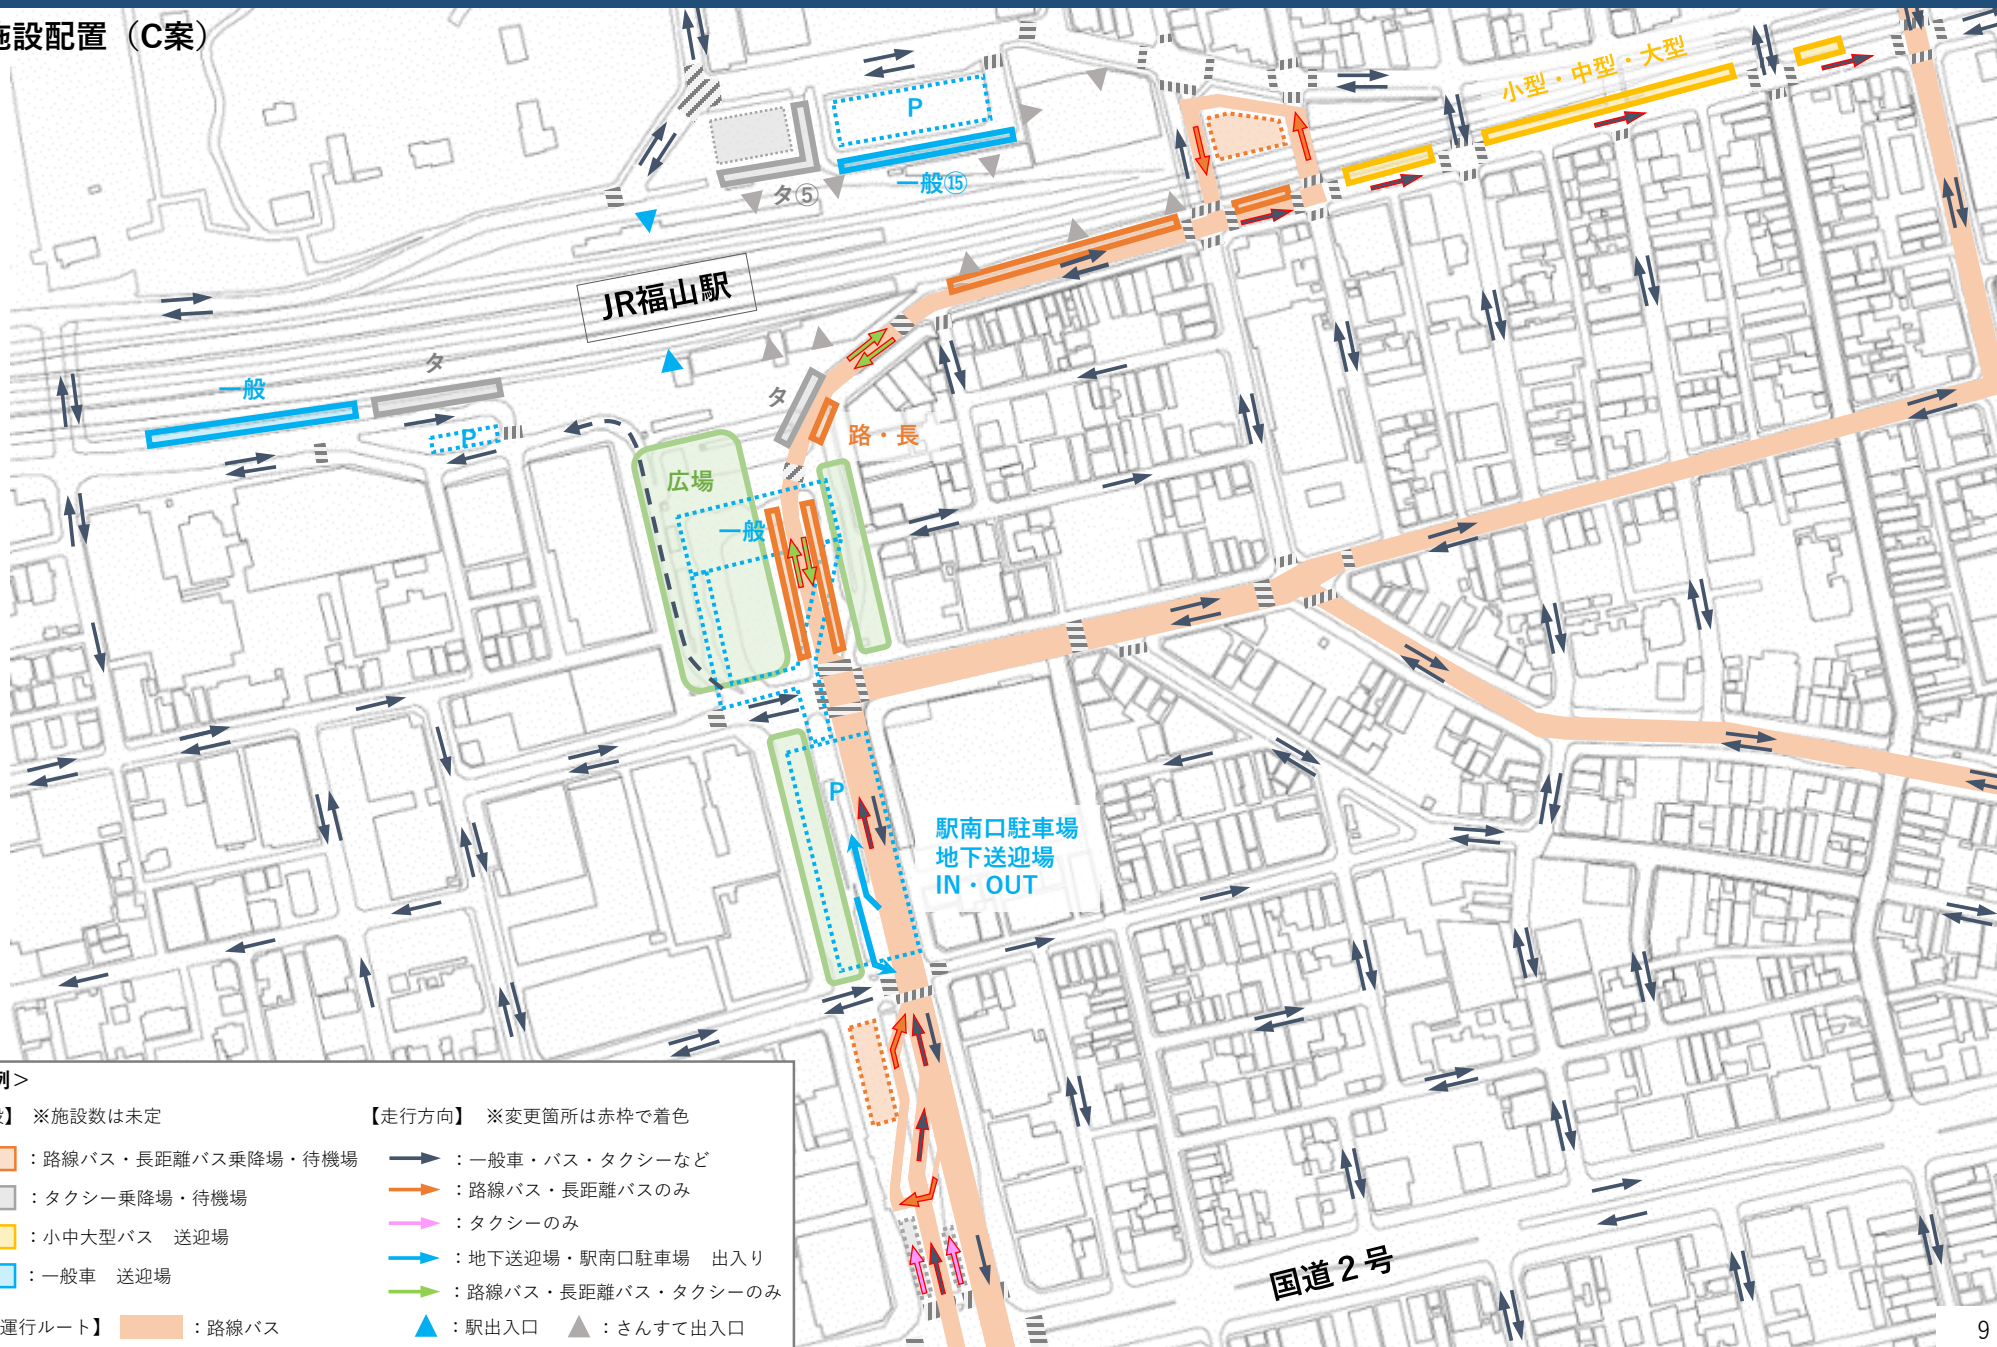 施設配置（C案）
小型・中型・大型
P
一般⑮
タ⑤
JR福山駅
一般
タ
P
タ
路・長
広場
一般
P
駅南口駐車場
地下送迎場
IN・OUT
国道２号
例＞
】 ※施設数は未定
：路線バス・長距離バス乗降場・待機場
：タクシー乗降場・待機場
：小中大型バス 送迎場
：一般車 送迎場
運行ルート】 ：路線バス
【走行方向】 ※変更箇所は赤枠で着色
：一般車・バス・タクシーなど
：路線バス・長距離バスのみ
：タクシーのみ
：地下送迎場・駅南口駐車場 出入り
：路線バス・長距離バス・タクシーのみ
：駅出入口 ：さんすて出入口
9